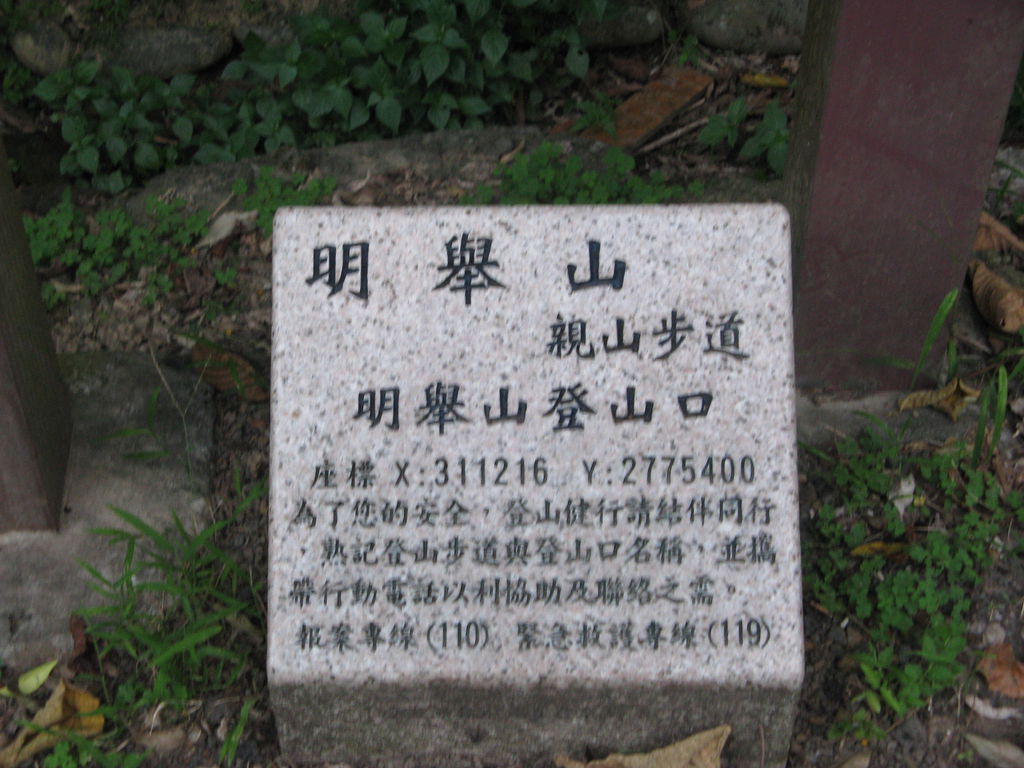 明舉山
親山步道
明舉山登山口
座標 X:311216 Y:2775400
為了您的安全，登山健行請結伴同行
，熟記登山步道與登山口名稱，並攜
帶行動電話以利協助及聯絡之需。
報案專線(110) 緊急救護專線(119)